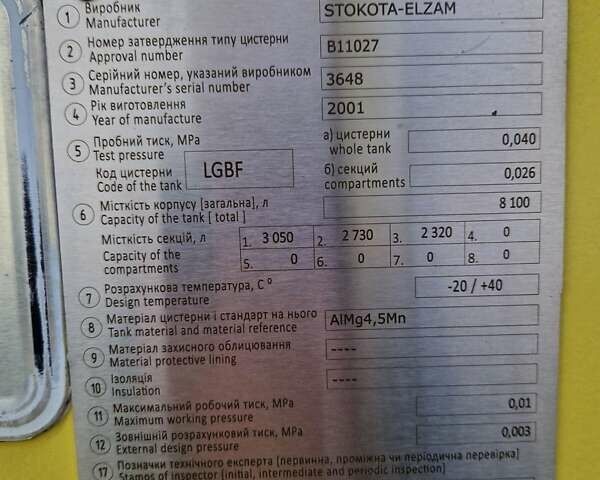 1 Виробник STOKOTA-ELZAM
Manufacturer
2 Номер затвердження типу цистерни B11027
Approval number
3 Серійний номер, указаний виробником 3648
Manufacturer's serial number
4 Рік виготовлення 2001
Year of manufacture
5 Пробний тиск, MPa а) цистерни 0,040
Test pressure whole tank
Код цистерни LGBF б) секцій 0,026
Code of the tank compartments
6 Місткість корпусу [загальна], л 8 100
Capacity of the tank [ total ]
Місткість секцій, л 1. 3 050 2. 2 730 3. 2 320 4. 0
Capacity of the 5. 0 6. 0 7. 0 8. 0
compartments
7 Розрахункова температура, С° -20 / +40
Design temperature
8 Матеріал цистерни і стандарт на нього AlMg4,5Mn
Tank material and material reference
9 Матеріал захисного облицювання ----
Material protective lining
10 Ізоляція ----
Insulation
11 Максимальний робочий тиск, MPa 0,01
Maximum working pressure
12 Зовнішній розрахунковий тиск, MPa 0,003
External design pressure
17 Позначки технічного експерта [первинна, проміжна чи періодична перевірка]
Stamps of inspector [initial, intermediate and periodic inspection]